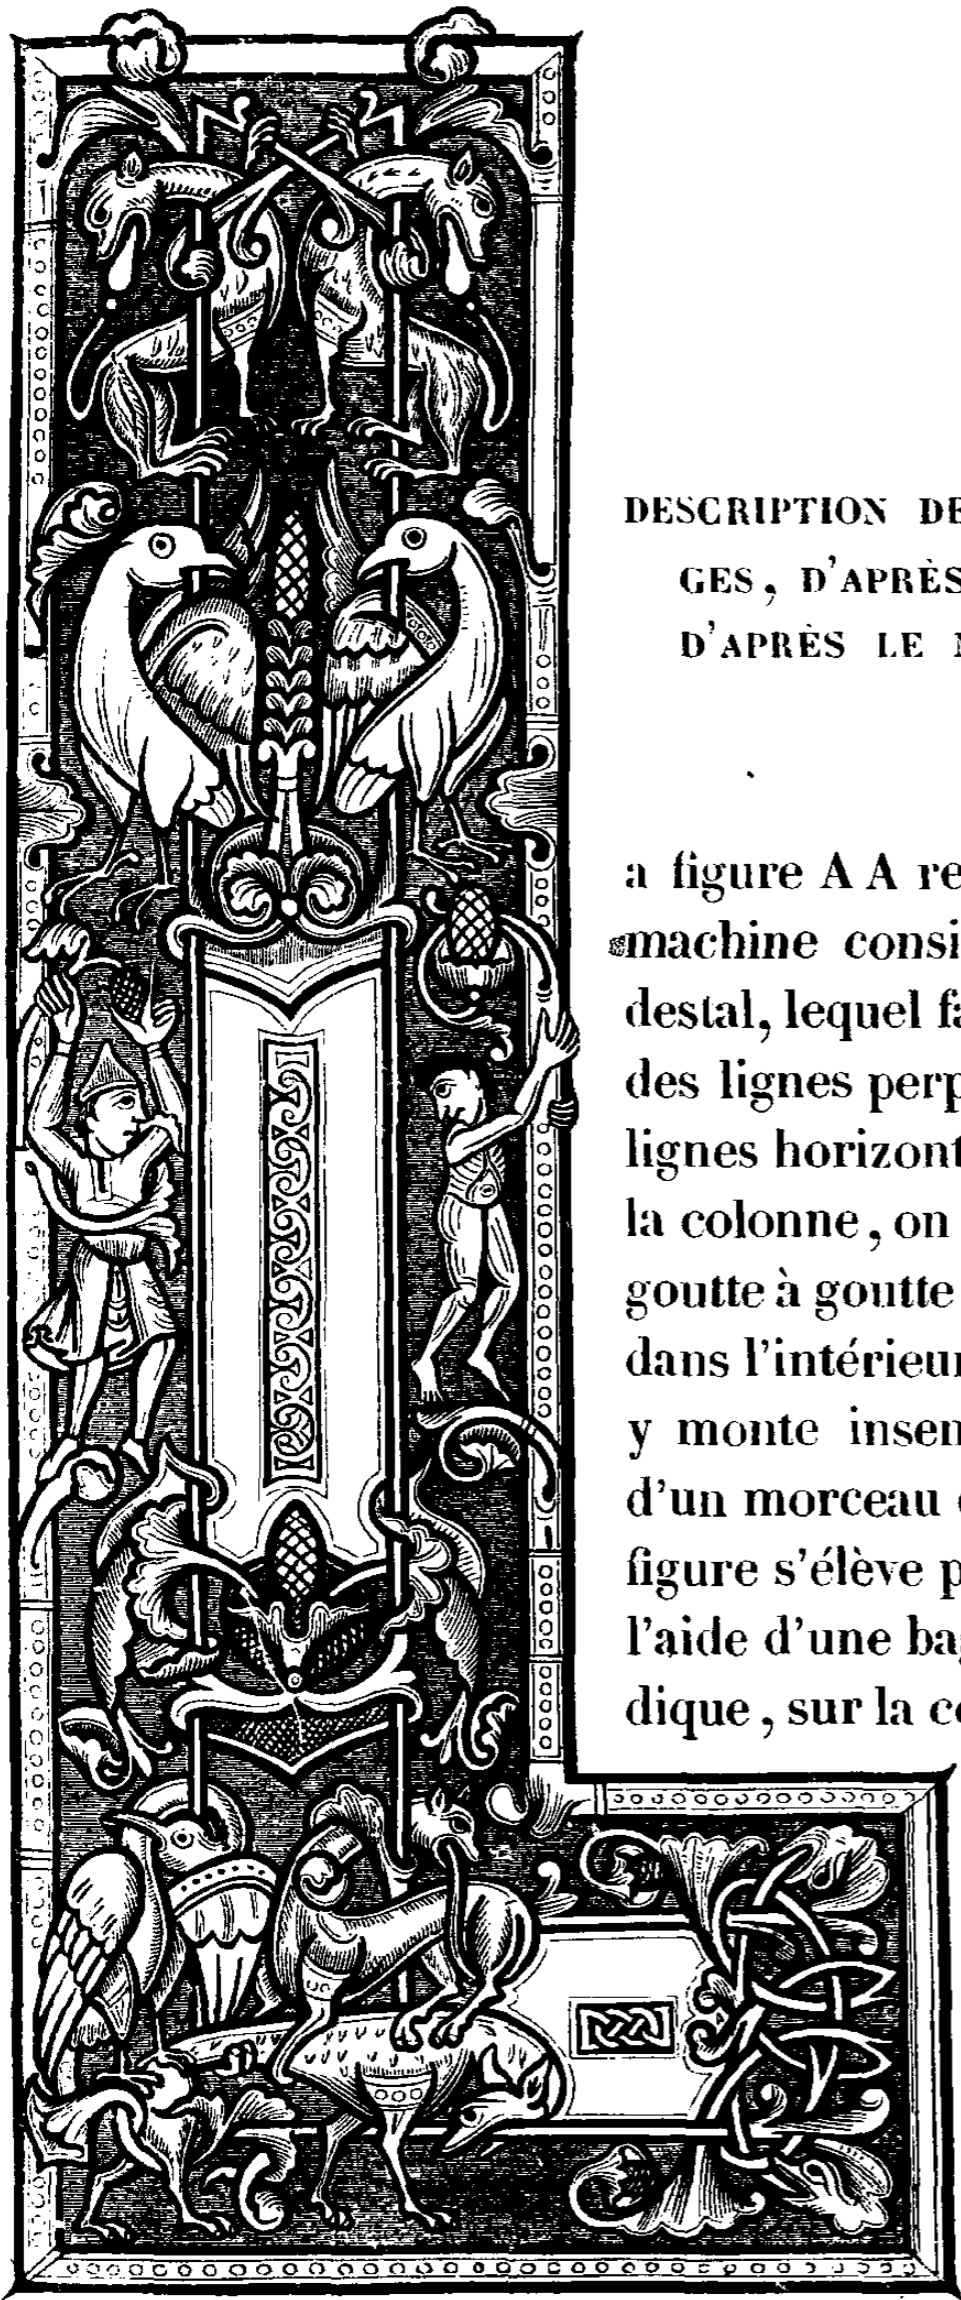 DESCRIPTION DE
GES, D'APRÈS
D'APRÈS LE
a figure A A re
machine consi
destal, lequel fa
des lignes perp
lignes horizont
la colonne, on
goutte à goutte
dans l'intérieur
y monte insen
d'un morceau
figure s'élève p
l'aide d'une ba
dique, sur la co